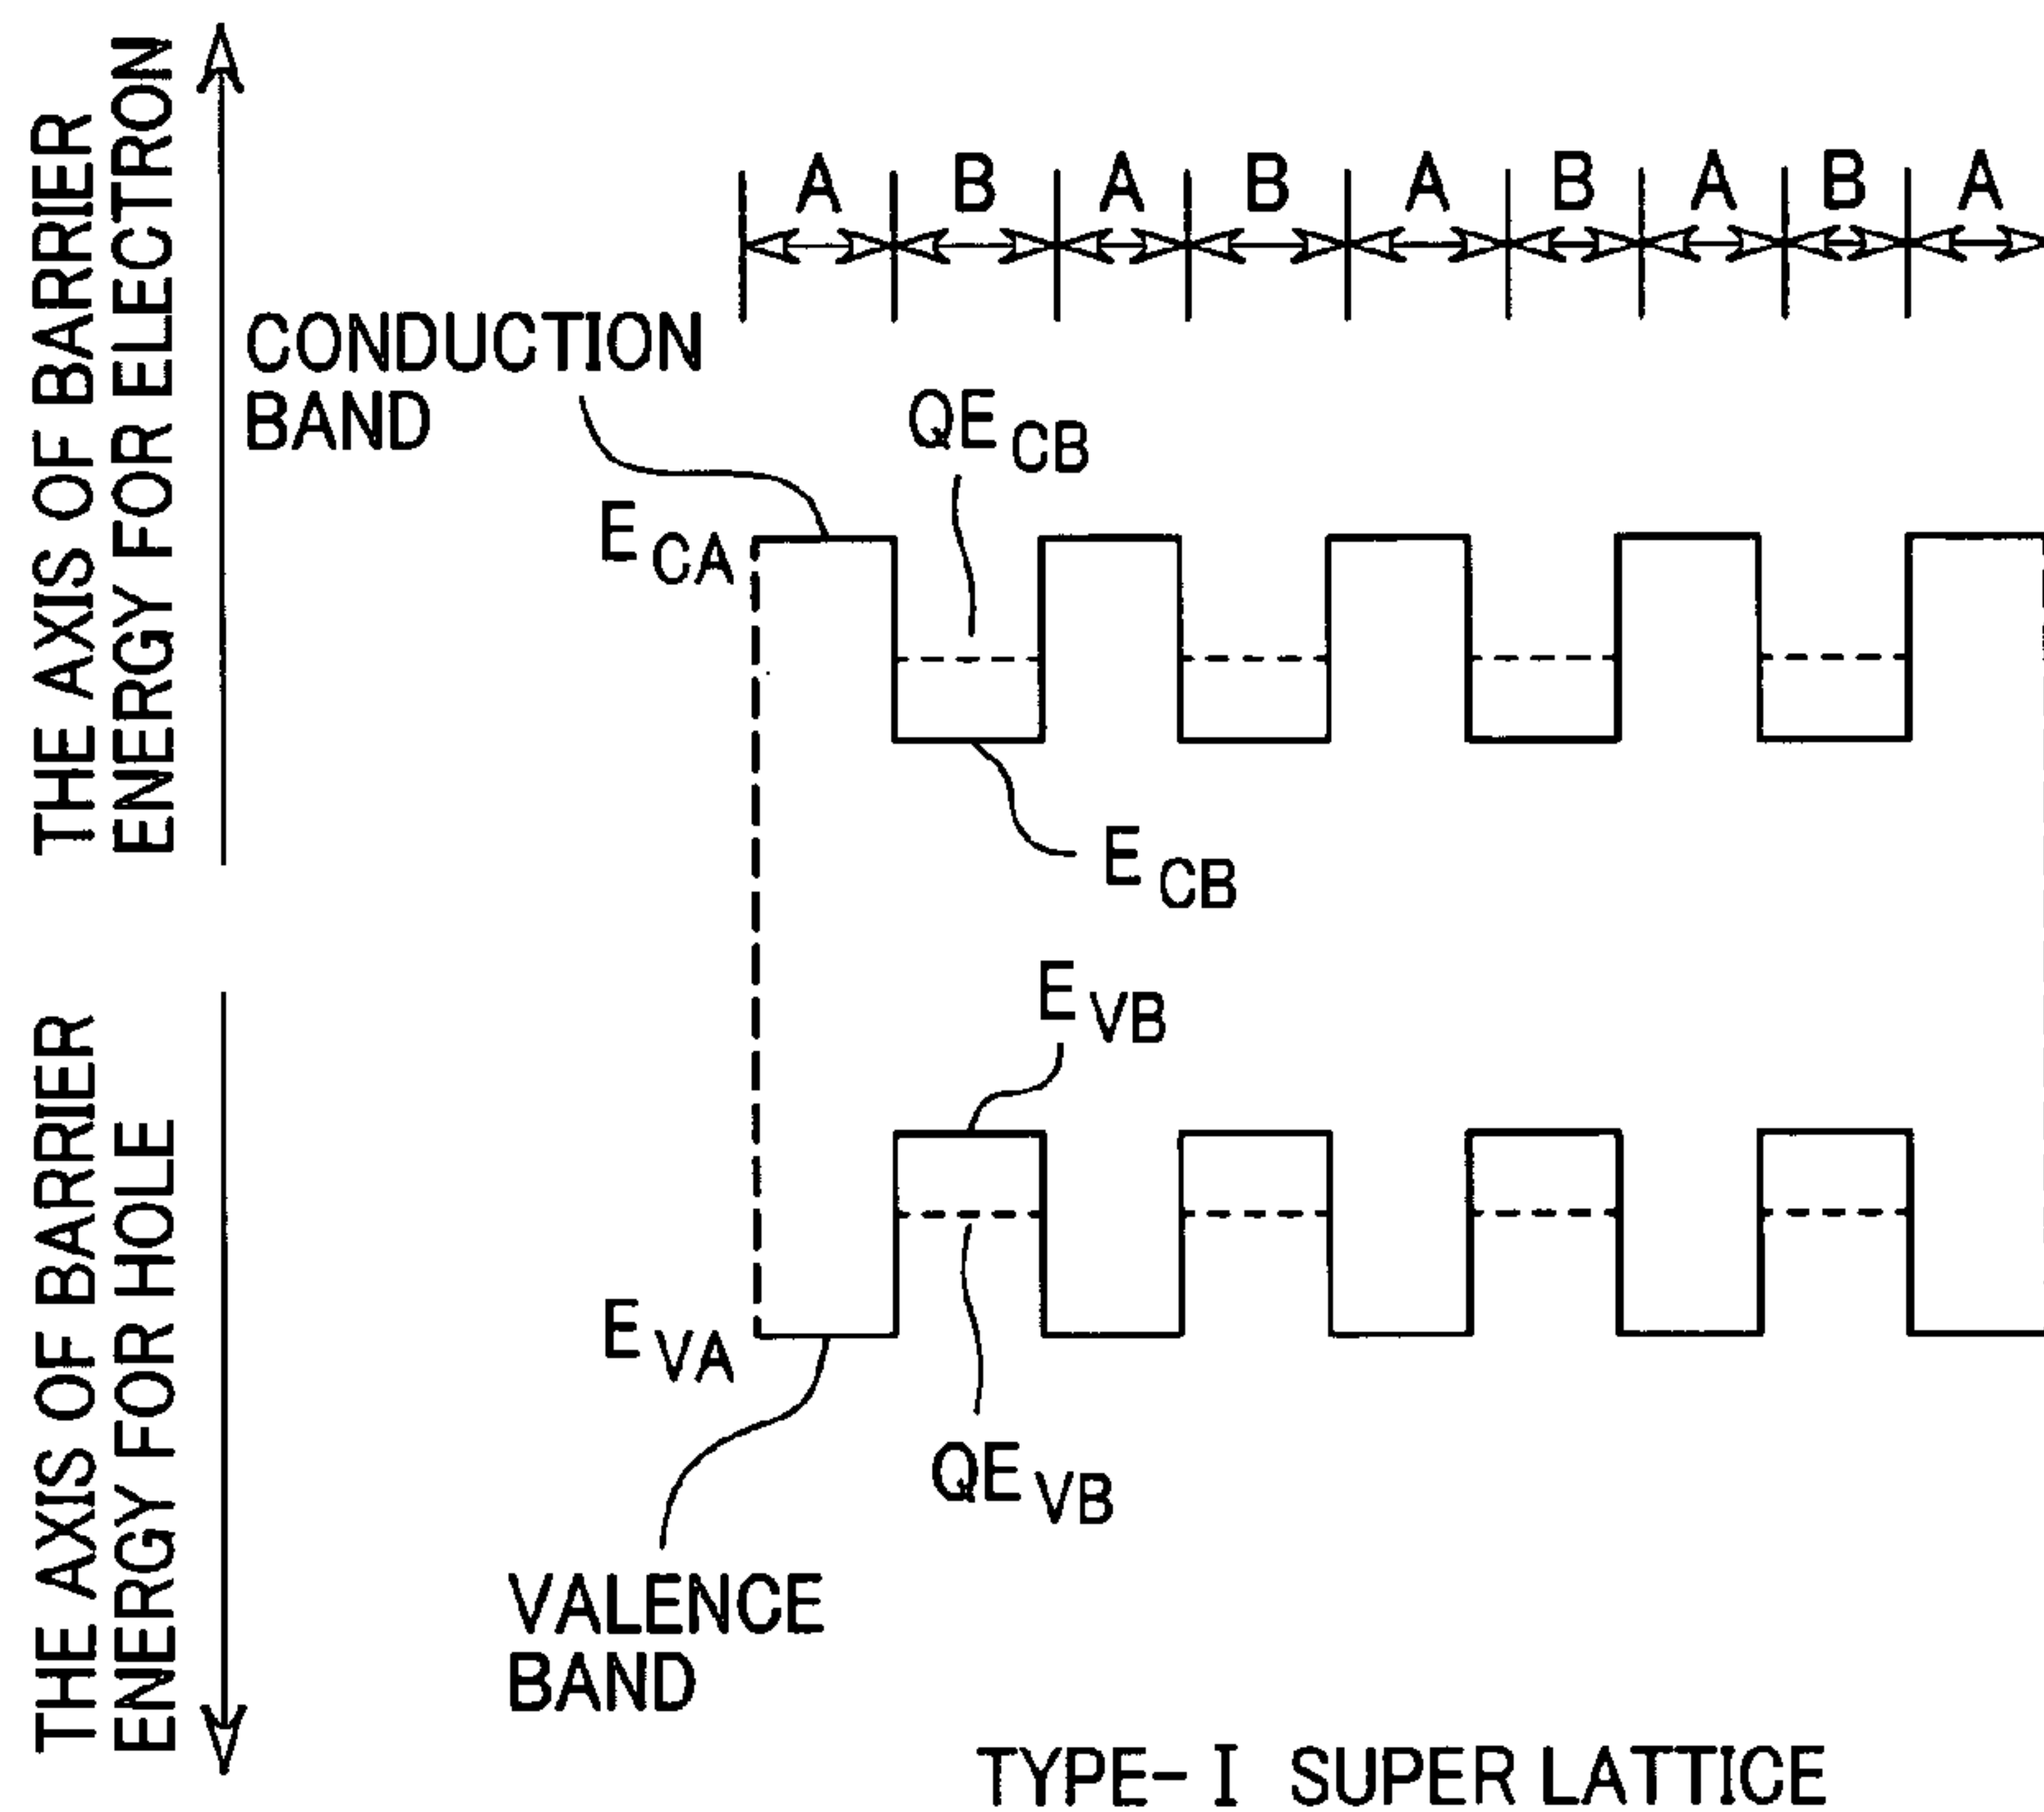 THE AXIS OF BARRIER
ENERGY FOR ELECTRON
A B A B A B A B A
CONDUCTION
BAND
QE CB
E CA
E CB
THE AXIS OF BARRIER
ENERGY FOR HOLE
E VB
E VA
QE VB
VALENCE
BAND
TYPE-I SUPER LATTICE